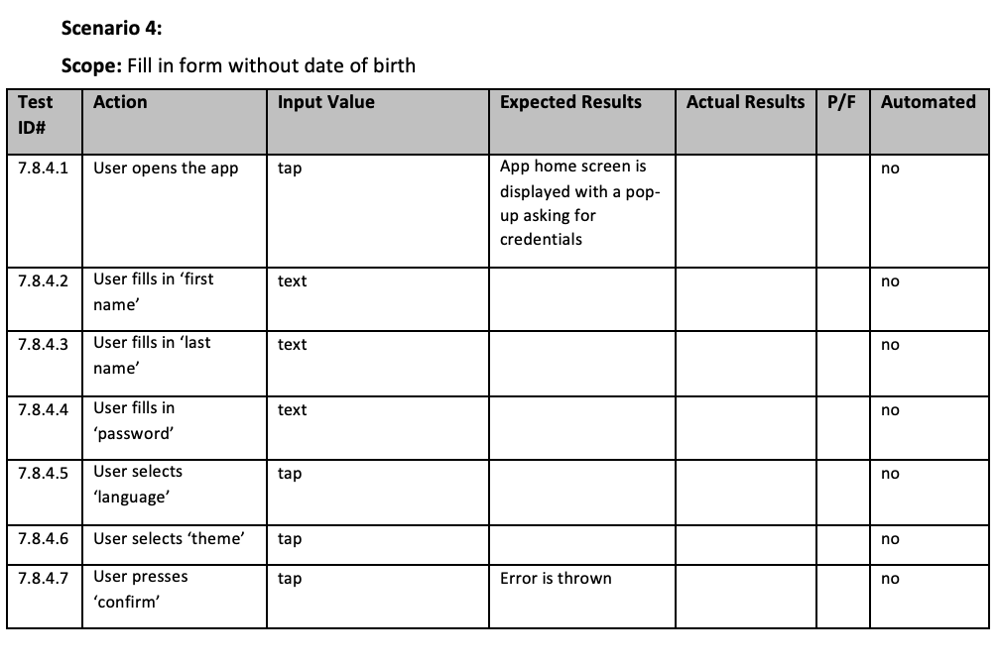 Scenario 4:
Scope: Fill in form without date of birth
Test ID# Action Input Value Expected Results Actual Results P/F Automated
7.8.4.1 User opens the app tap App home screen is displayed with a pop-up asking for credentials no
7.8.4.2 User fills in ‘first name’ text no
7.8.4.3 User fills in ‘last name’ text no
7.8.4.4 User fills in ‘password’ text no
7.8.4.5 User selects ‘language’ tap no
7.8.4.6 User selects ‘theme’ tap no
7.8.4.7 User presses ‘confirm’ tap Error is thrown no